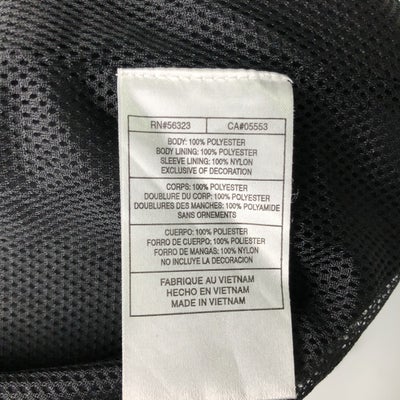 RN#56323 CA#05553
BODY: 100% POLYESTER
BODY LINING: 100% POLYESTER
SLEEVE LINING: 100% NYLON
EXCLUSIVE OF DECORATION
CORPS: 100% POLYESTER
DOUBLURE DU CORP: 100% POLYESTER
DOUBLURES DES MANCHES: 100% POLYAMIDE
SANS ORNEMENTS
CUERPO: 100% POLIESTER
FORRO DE CUERPO: 100% POLIESTER
FORRO DE MANGAS: 100% NYLON
NO INCLUYE LA DECORACION
FABRIQUE AU VIETNAM
HECHO EN VIETNAM
MADE IN VIETNAM